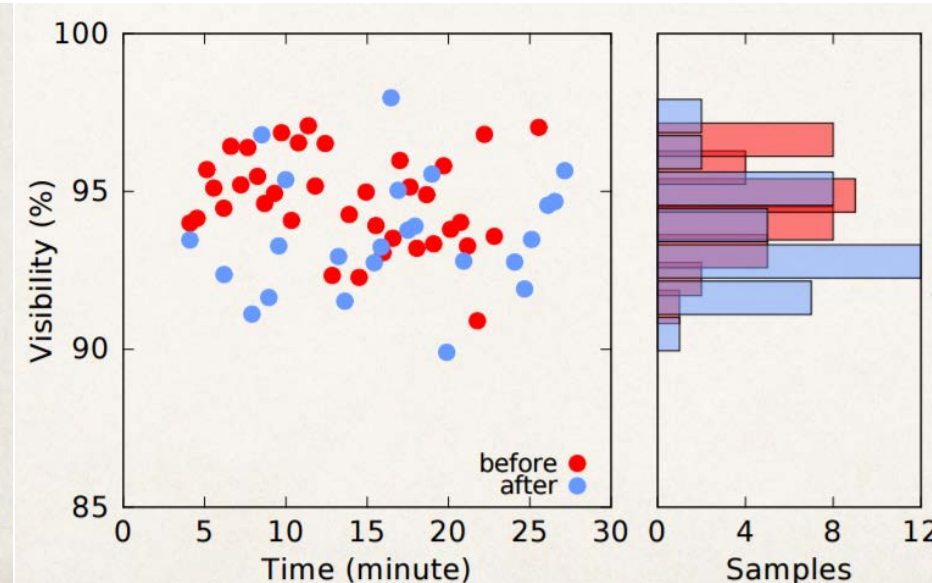 100
95
90
85
Visibility (%)
before
after
0 5 10 15 20 25 30
Time (minute)
0 4 8 12
Samples